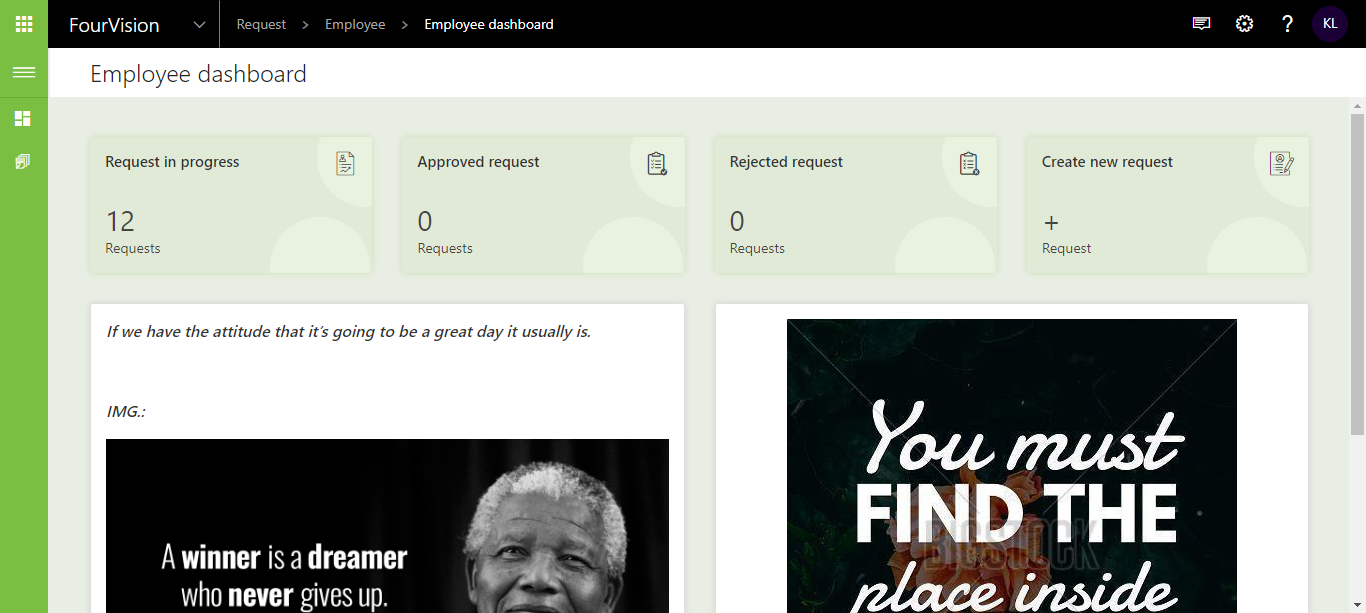 FourVision
Request > Employee > Employee dashboard
?
KL
Employee dashboard
Request in progress
12
Requests
Approved request
0
Requests
Rejected request
0
Requests
Create new request
+
Request
If we have the attitude that it's going to be a great day it usually is.
IMG.:
A winner is a dreamer
who never gives up.
You must
FIND THE
place inside
BIGSTOCK